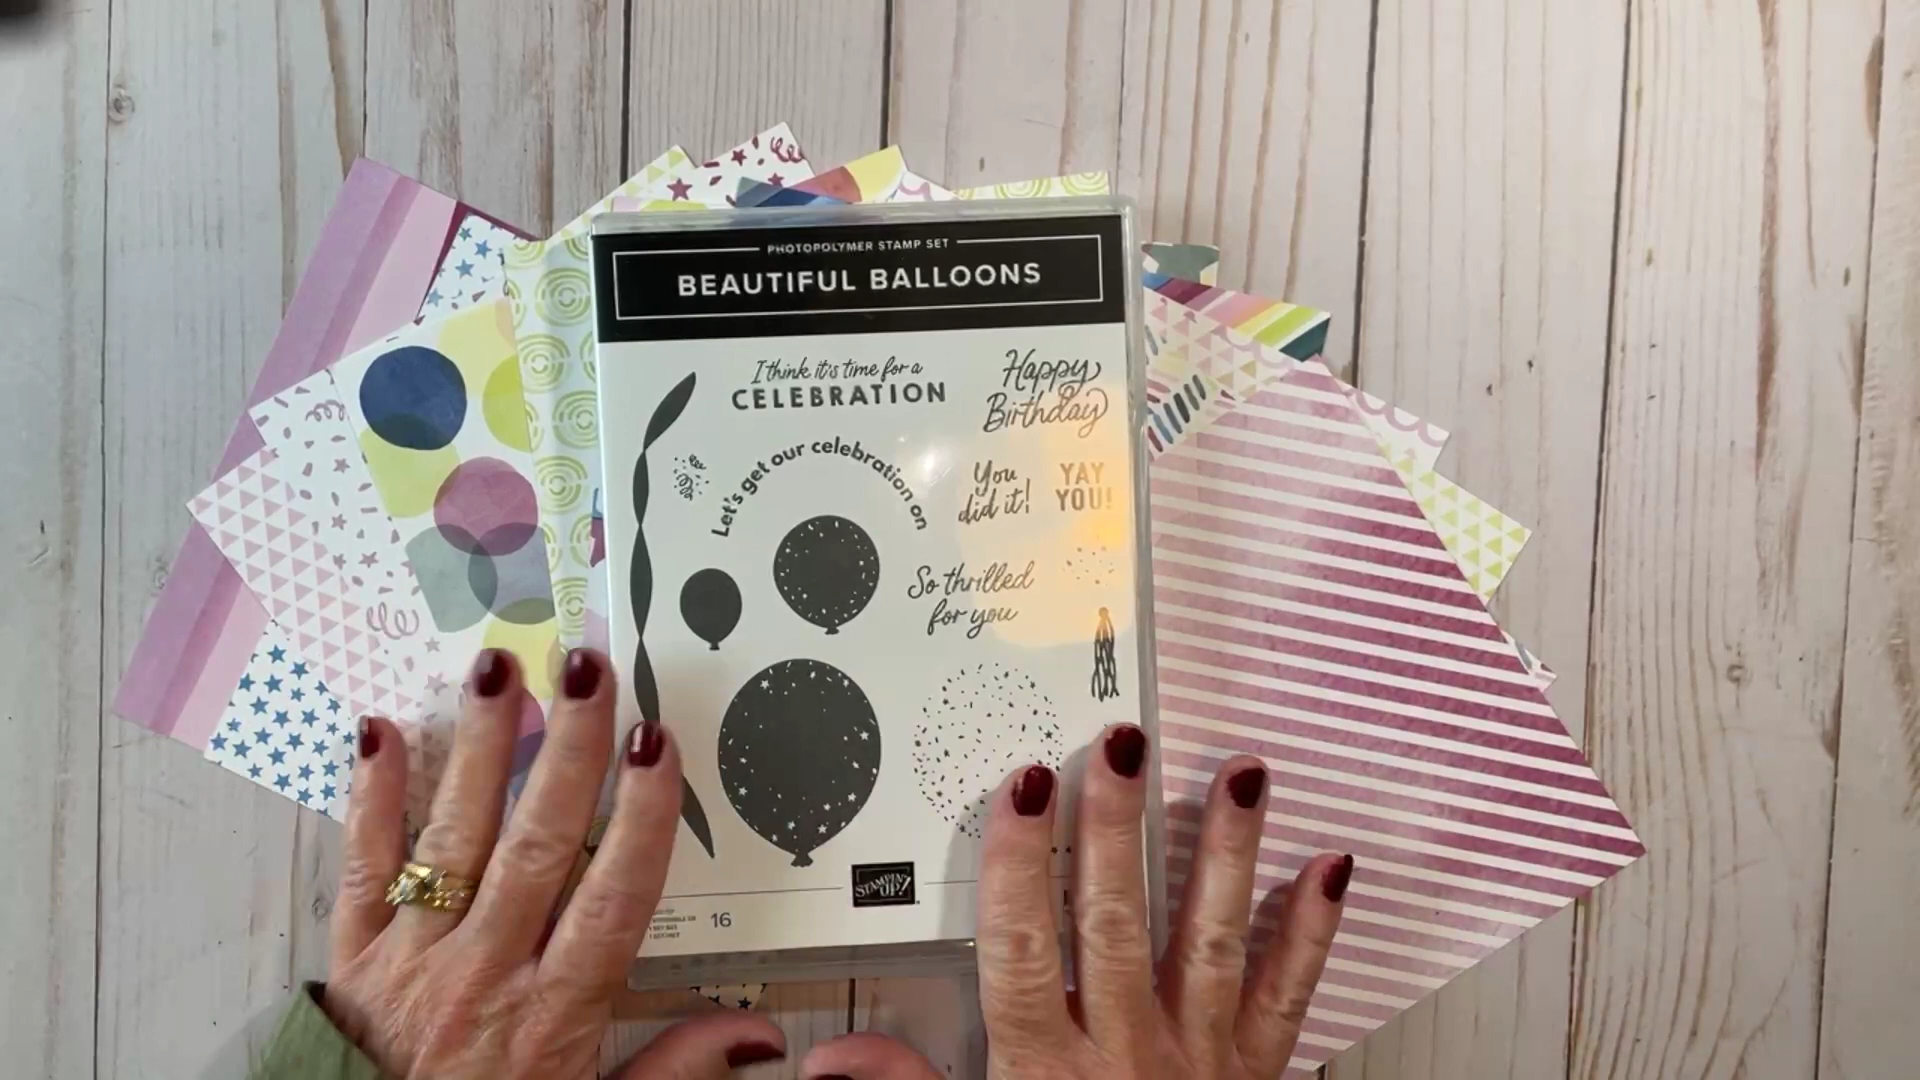 PHOTOPOLYMER STAMP SET
BEAUTIFUL BALLOONS
I think it's time for a
CELEBRATION
Happy
Birthday
Let's get our celebration on
You
did it!
YAY
YOU!
So thrilled
for you
STAMPIN' UP!
16